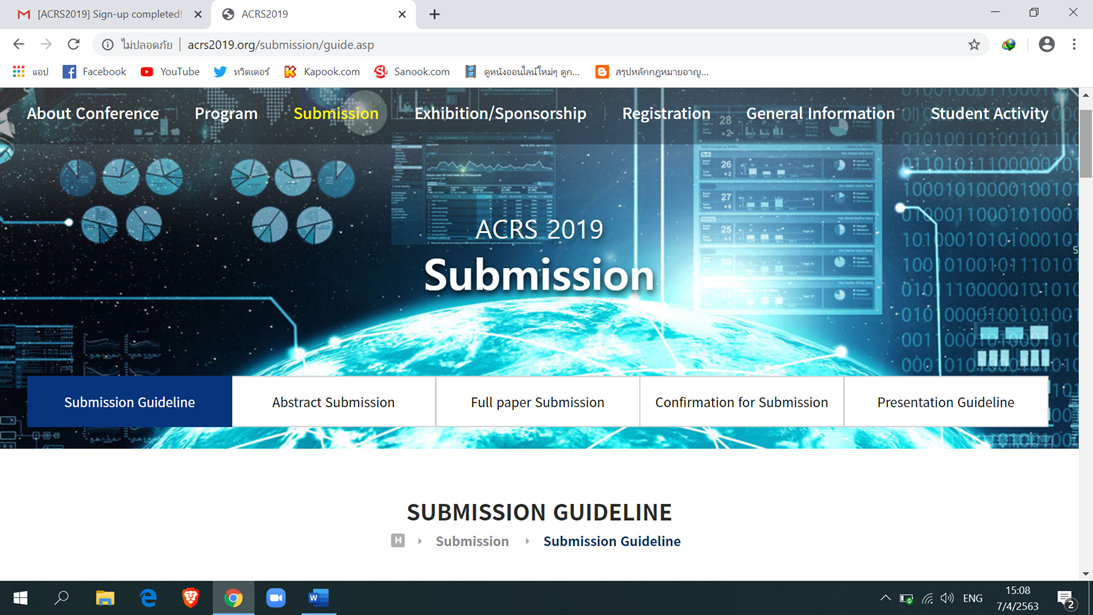 [ACRS2019] Sign-up completed!
ACRS2019
ไม่ปลอดภัย
acrs2019.org/submission/guide.asp
แอป
Facebook
YouTube
ทวิตเตอร์
Kapook.com
Sanook.com
ดูหนังออนไลน์ใหม่ๆ ดูก...
สรุปหลักกฎหมายอาญ...
About Conference
Program
Submission
Exhibition/Sponsorship
Registration
General Information
Student Activity
ACRS 2019
Submission
Submission Guideline
Abstract Submission
Full paper Submission
Confirmation for Submission
Presentation Guideline
SUBMISSION GUIDELINE
H
Submission
Submission Guideline
ENG
15:08
7/4/2563
2